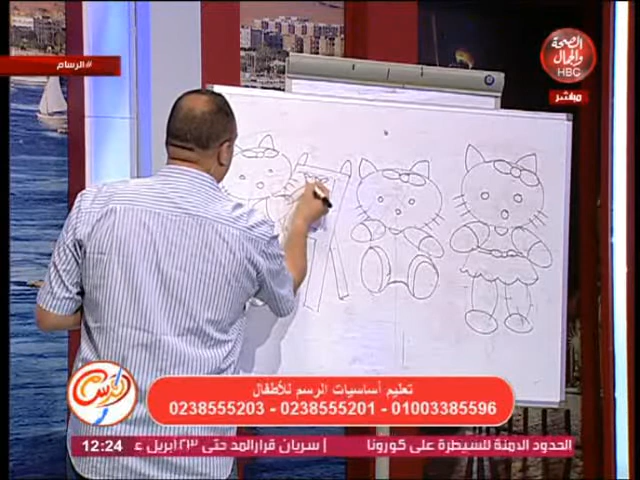 #الرسام
الصحة
والجمال
HBC
مباشر
تعليم أساسيات الرسم للأطفال
0238555203 - 0238555201 - 01003385596
12:24
الحدود الامنة للسيطرة على كورونا | سريان قرار المد حتى ٢٣ ابريل